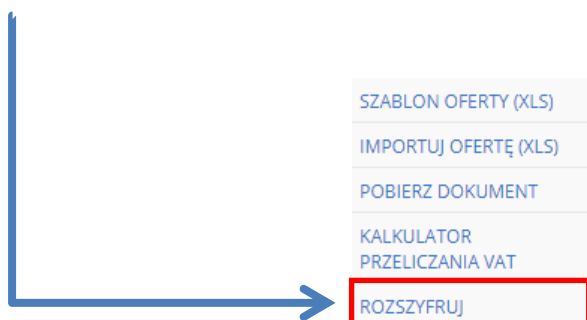 SZABLON OFERTY (XLS)
IMPORTUJ OFERTĘ (XLS)
POBIERZ DOKUMENT
KALKULATOR
PRZELICZANIA VAT
ROZSZYFRUJ